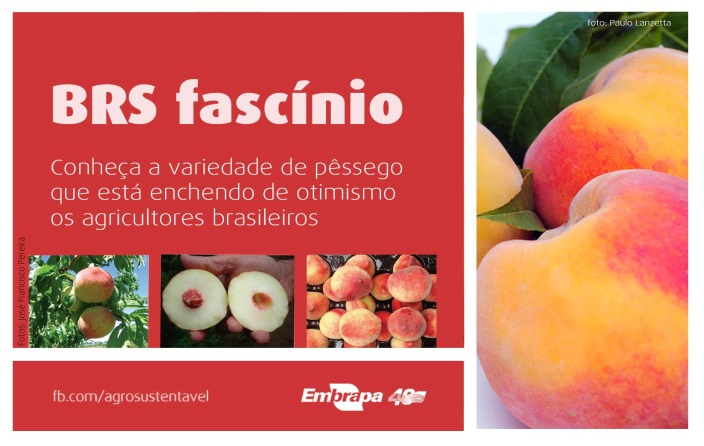 foto: Paulo Lanzetta
BRS fascínio
Conheça a variedade de pêssego
que está enchendo de otimismo
os agricultores brasileiros
Fotos: José Francisco Pereira
fb.com/agrosustentavel
Embrapa